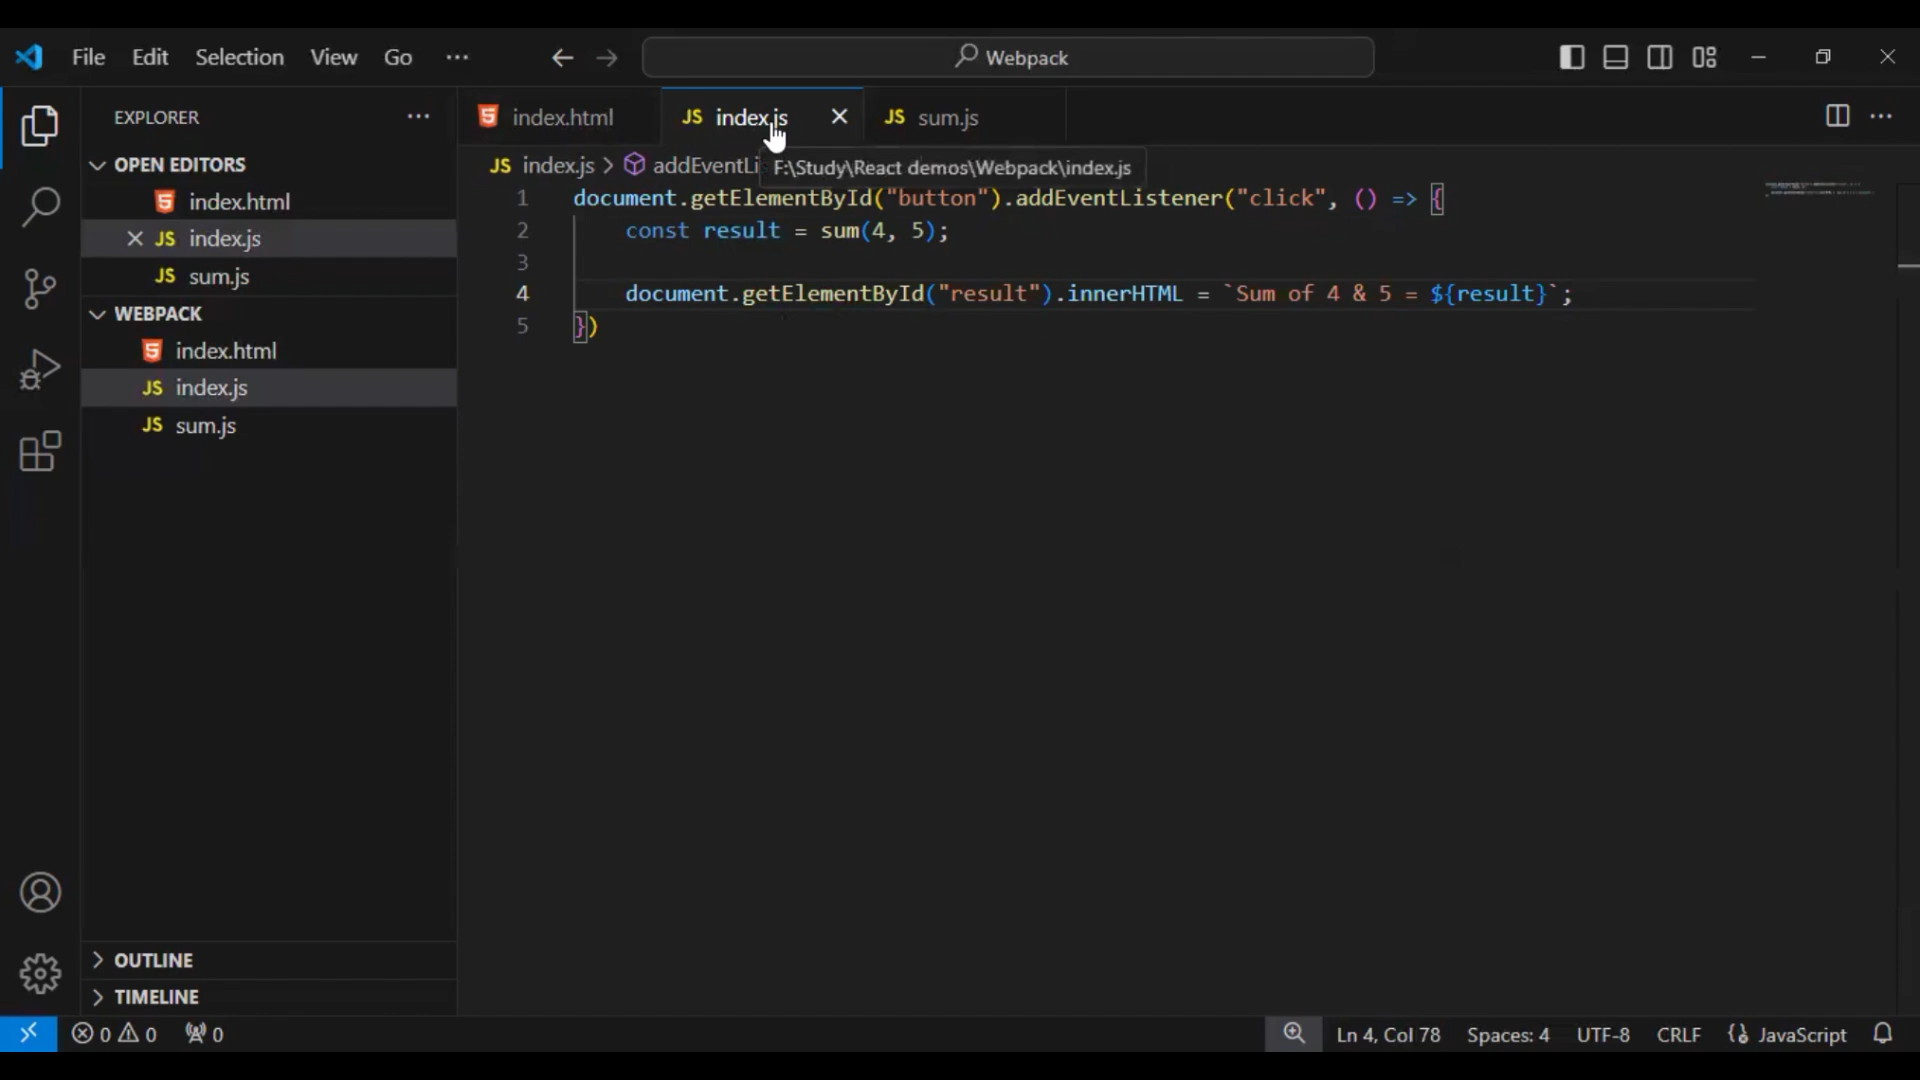 File Edit Selection View Go ··· Webpack
EXPLORER ···
OPEN EDITORS
index.html
JS index.js
JS sum.js
WEBPACK
index.html
JS index.js
JS sum.js
OUTLINE
TIMELINE
index.html JS index.js JS sum.js
JS index.js > addEventLi
F:\Study\React demos\Webpack\index.js
1 document.getElementById("button").addEventListener("click", () => {
2 const result = sum(4, 5);
3
4 document.getElementById("result").innerHTML = `Sum of 4 & 5 = ${result}`;
5 })
0 0 0 Ln 4, Col 78 Spaces: 4 UTF-8 CRLF JavaScript